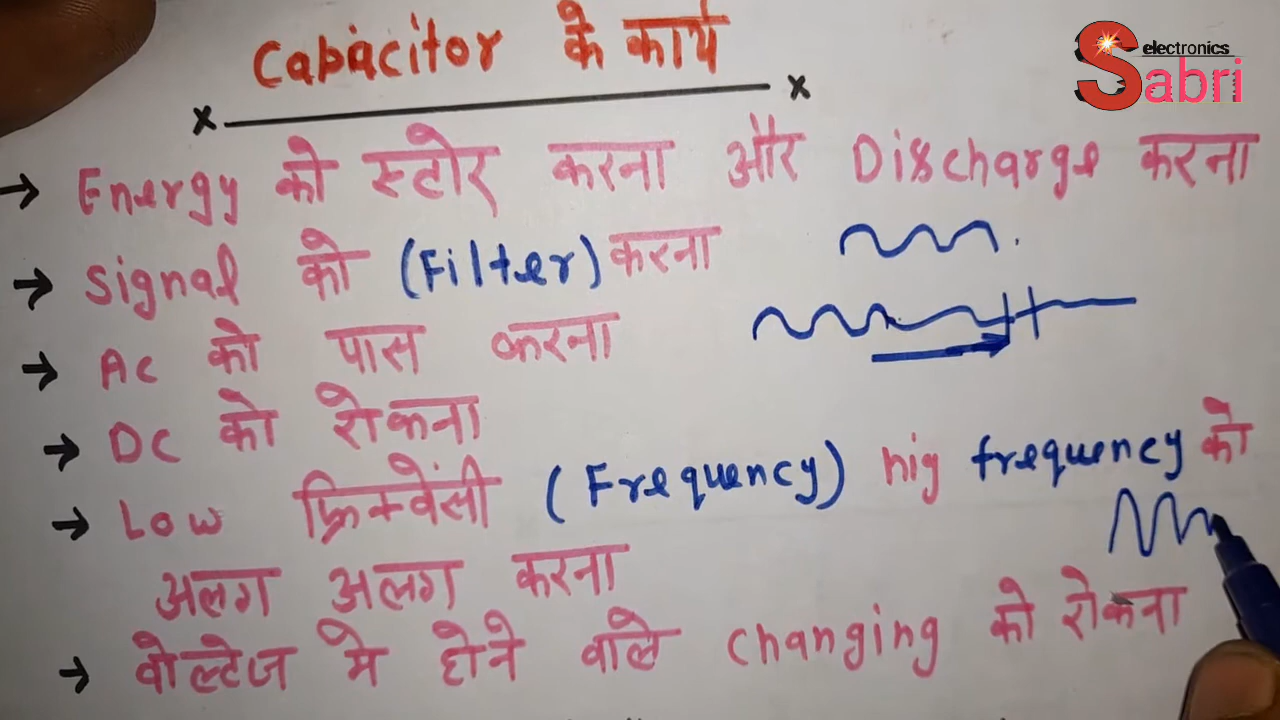 Capacitor के कार्य
electronics
Sabri
x x
→ Energy को स्टोर करना और Discharge करना
→ Signal को (Filter) करना
→ AC को पास करना
→ DC को रोकना
→ Low फ्रिक्वेंसी (Frequency) hig frequency को
अलग अलग करना
→ वोल्टेज मे होने वाले changing को रोकना